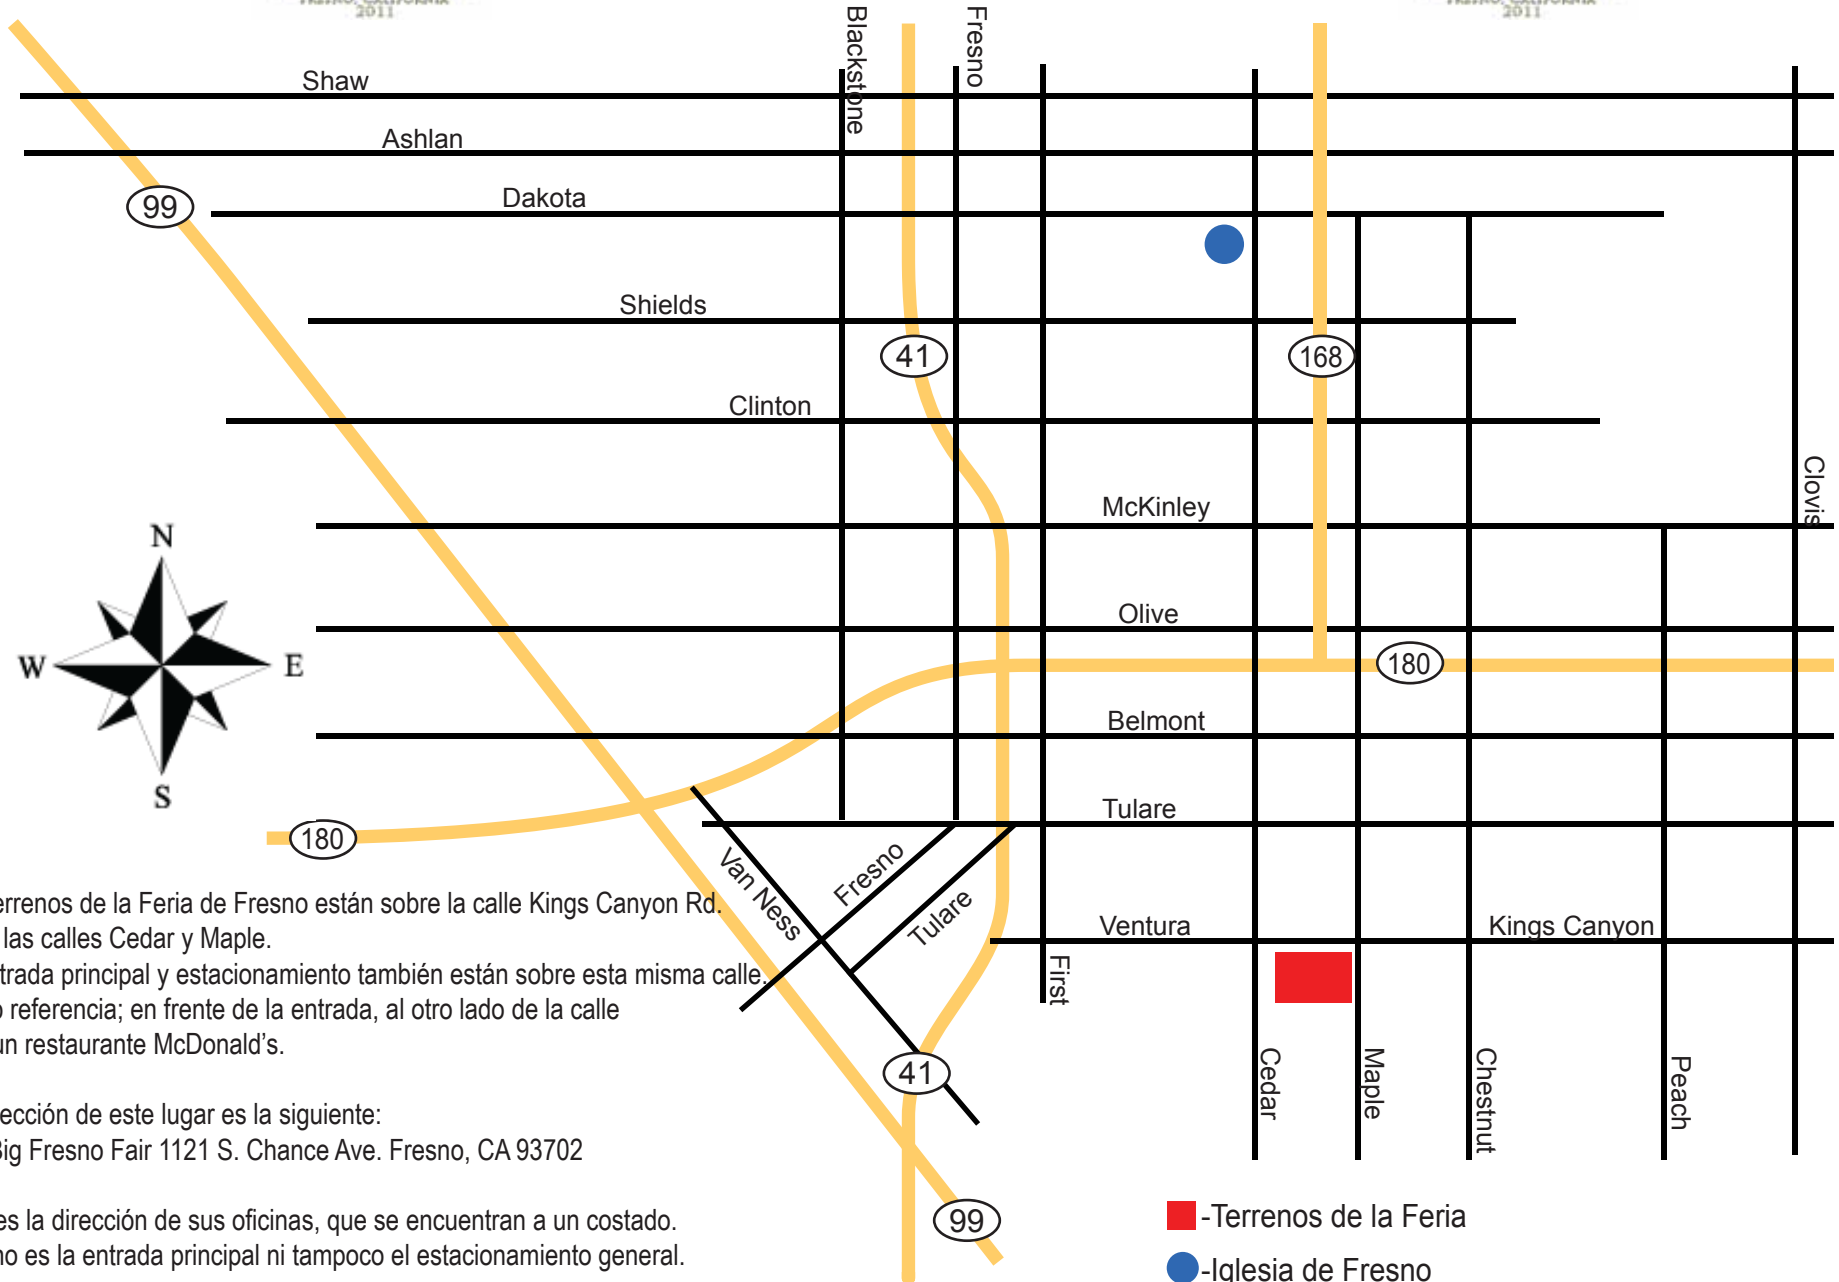 FRESNO, CALIFORNIA
2011
FRESNO, CALIFORNIA
2011
Blackstone
Fresno
Shaw
Ashlan
Dakota
99
Shields
41
168
Clinton
Clovis
McKinley
N
W
E
S
Olive
180
Belmont
Tulare
180
Van Ness
Fresno
Tulare
Ventura
Kings Canyon
First
Cedar
Maple
Chestnut
Peach
41
99
errenos de la Feria de Fresno están sobre la calle Kings Canyon Rd.
las calles Cedar y Maple.
trada principal y estacionamiento también están sobre esta misma calle.
o referencia; en frente de la entrada, al otro lado de la calle
un restaurante McDonald's.
ección de este lugar es la siguiente:
Big Fresno Fair 1121 S. Chance Ave. Fresno, CA 93702
es la dirección de sus oficinas, que se encuentran a un costado.
no es la entrada principal ni tampoco el estacionamiento general.
-Terrenos de la Feria
-Iglesia de Fresno